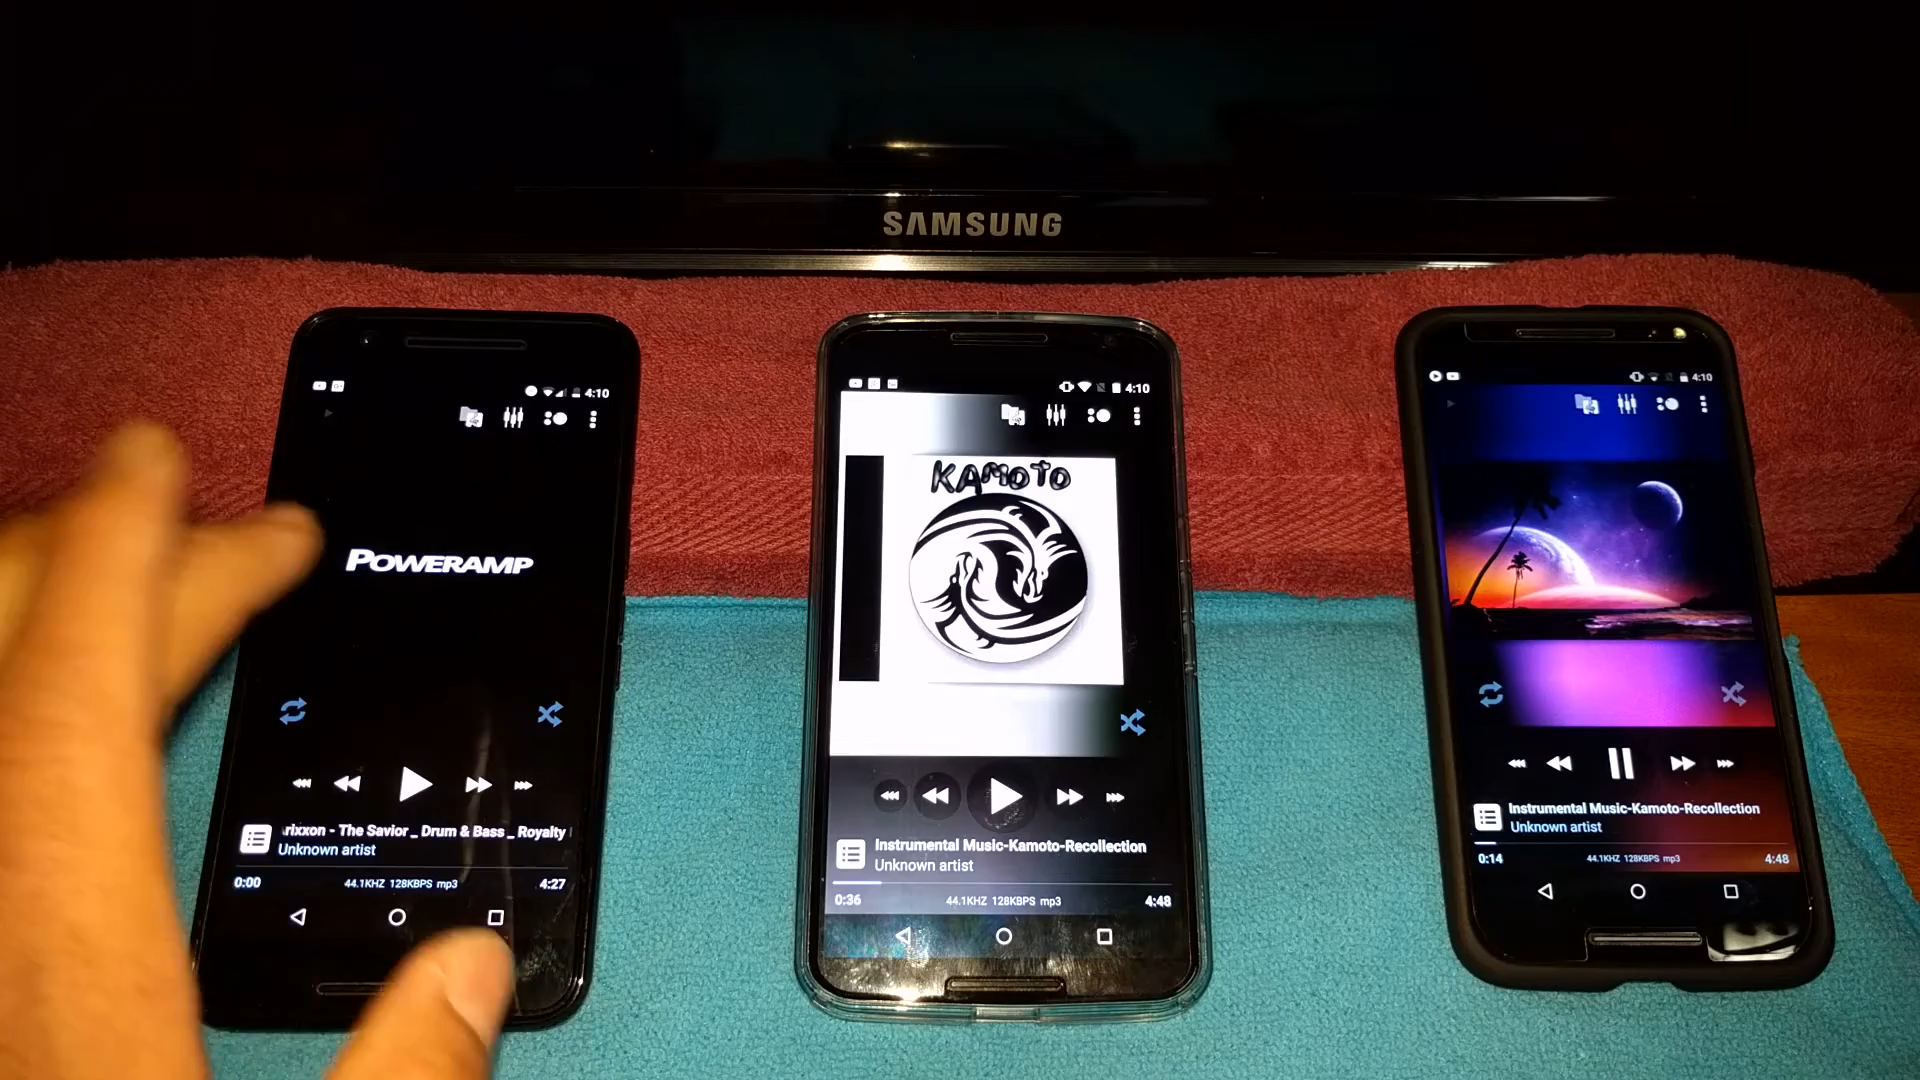 SAMSUNG
4:10
POWERAMP
rixxon - The Savior _ Drum & Bass _ Royalty
Unknown artist
0:00 44.1KHZ 128KBPS mp3 4:27
4:10
KAMOTO
Instrumental Music-Kamoto-Recollection
Unknown artist
0:36 44.1KHZ 128KBPS mp3 4:48
4:10
Instrumental Music-Kamoto-Recollection
Unknown artist
0:14 44.1KHZ 128KBPS mp3 4:48